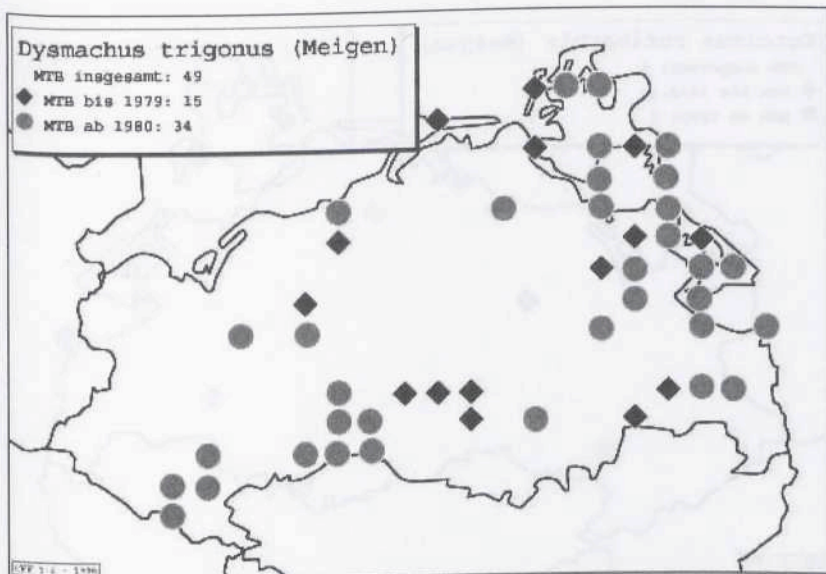 Dysmachus trigonus (Meigen)
MTB insgesamt: 49
MTB bis 1979: 15
MTB ab 1980: 34